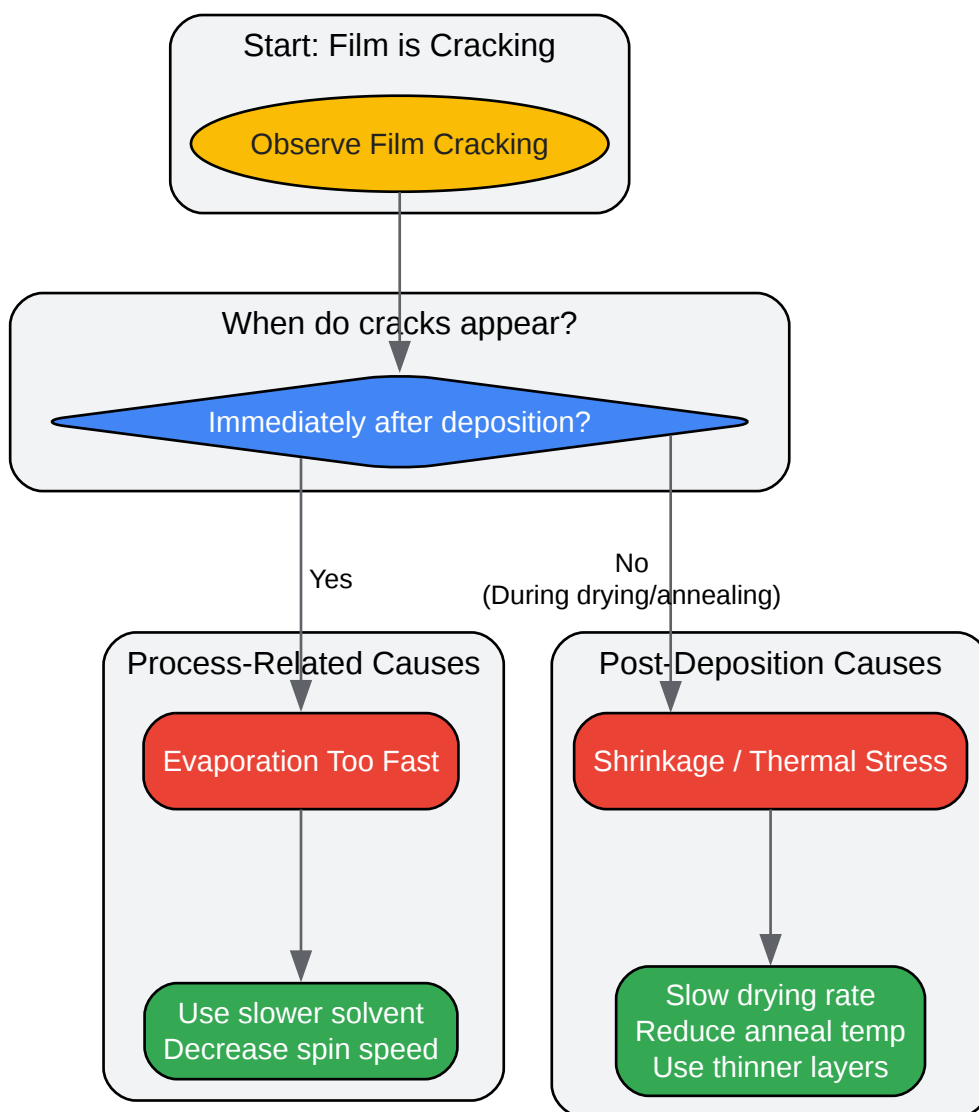 Start: Film is Cracking
Observe Film Cracking
When do cracks appear?
Immediately after deposition?
Yes
No
(During drying/annealing)
Process-Related Causes
Evaporation Too Fast
Use slower solvent
Decrease spin speed
Post-Deposition Causes
Shrinkage / Thermal Stress
Slow drying rate
Reduce anneal temp
Use thinner layers